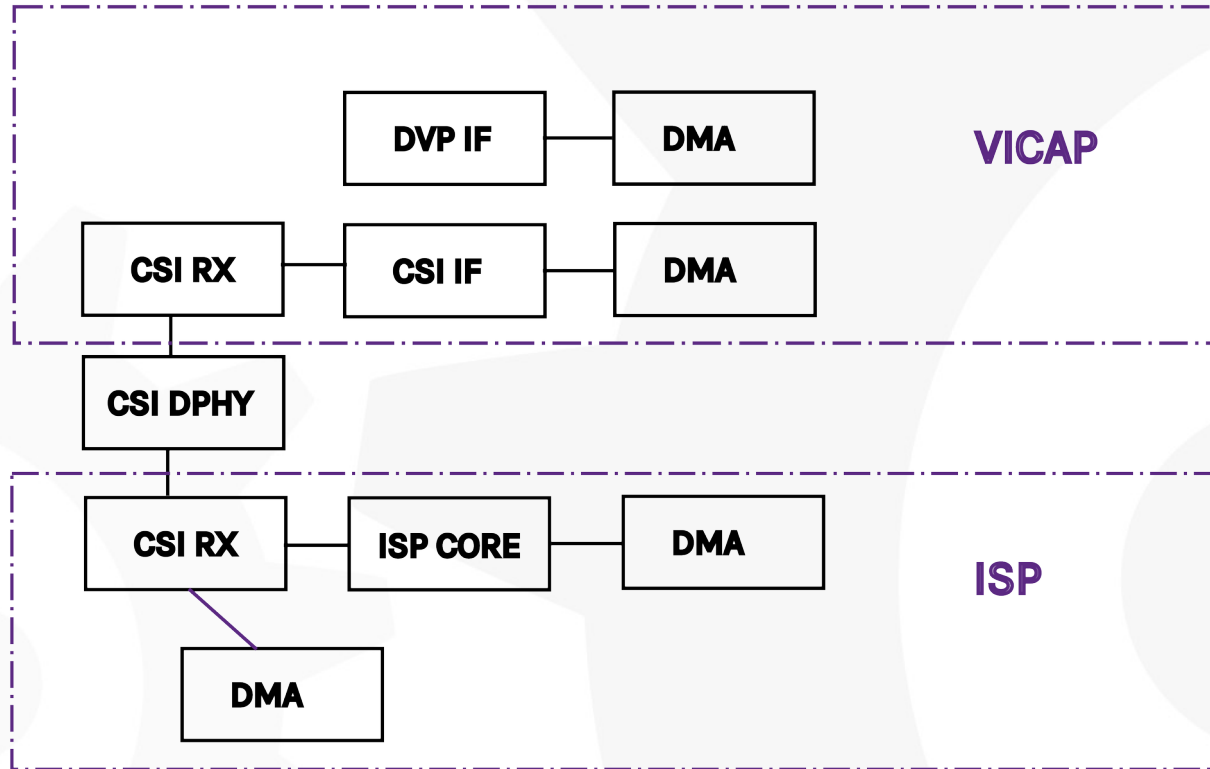 DVP IF
DMA
VICAP
CSI RX
CSI IF
DMA
CSI DPHY
CSI RX
ISP CORE
DMA
ISP
DMA